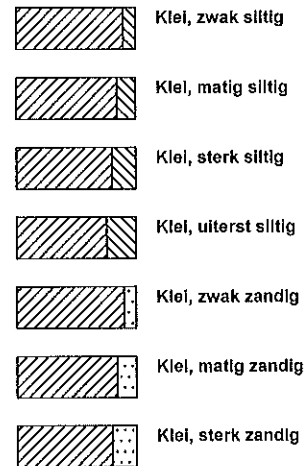 Klei, zwak siltig
Klei, matig siltig
Klei, sterk siltig
Klei, uiterst siltig
Klei, zwak zandig
Klei, matig zandig
Klei, sterk zandig